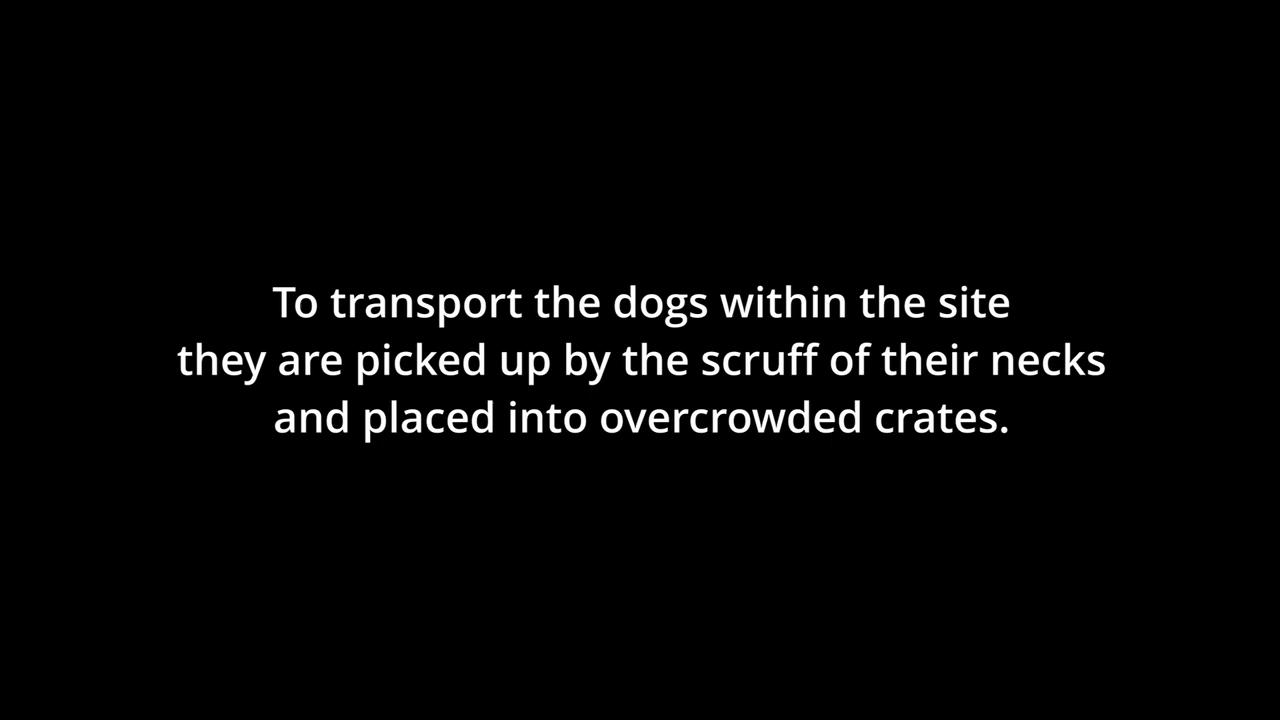 To transport the dogs within the site
they are picked up by the scruff of their necks
and placed into overcrowded crates.